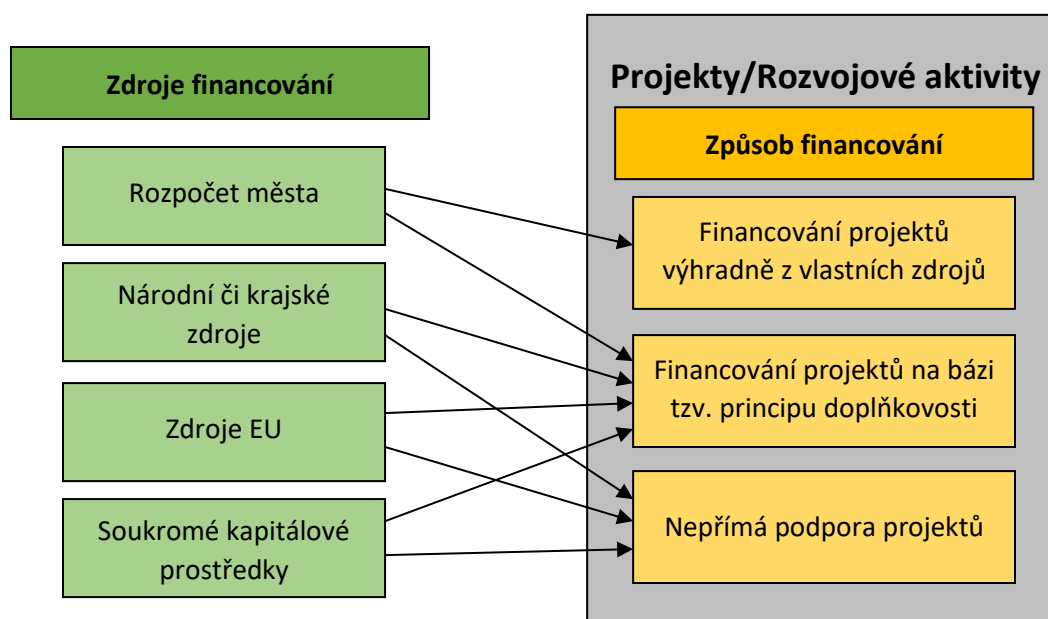 Zdroje financování
Rozpočet města
Národní či krajské
zdroje
Zdroje EU
Soukromé kapitálové
prostředky
Projekty/Rozvojové aktivity
Způsob financování
Financování projektů
výhradně z vlastních zdrojů
Financování projektů na bázi
tzv. principu doplňkovosti
Nepřímá podpora projektů